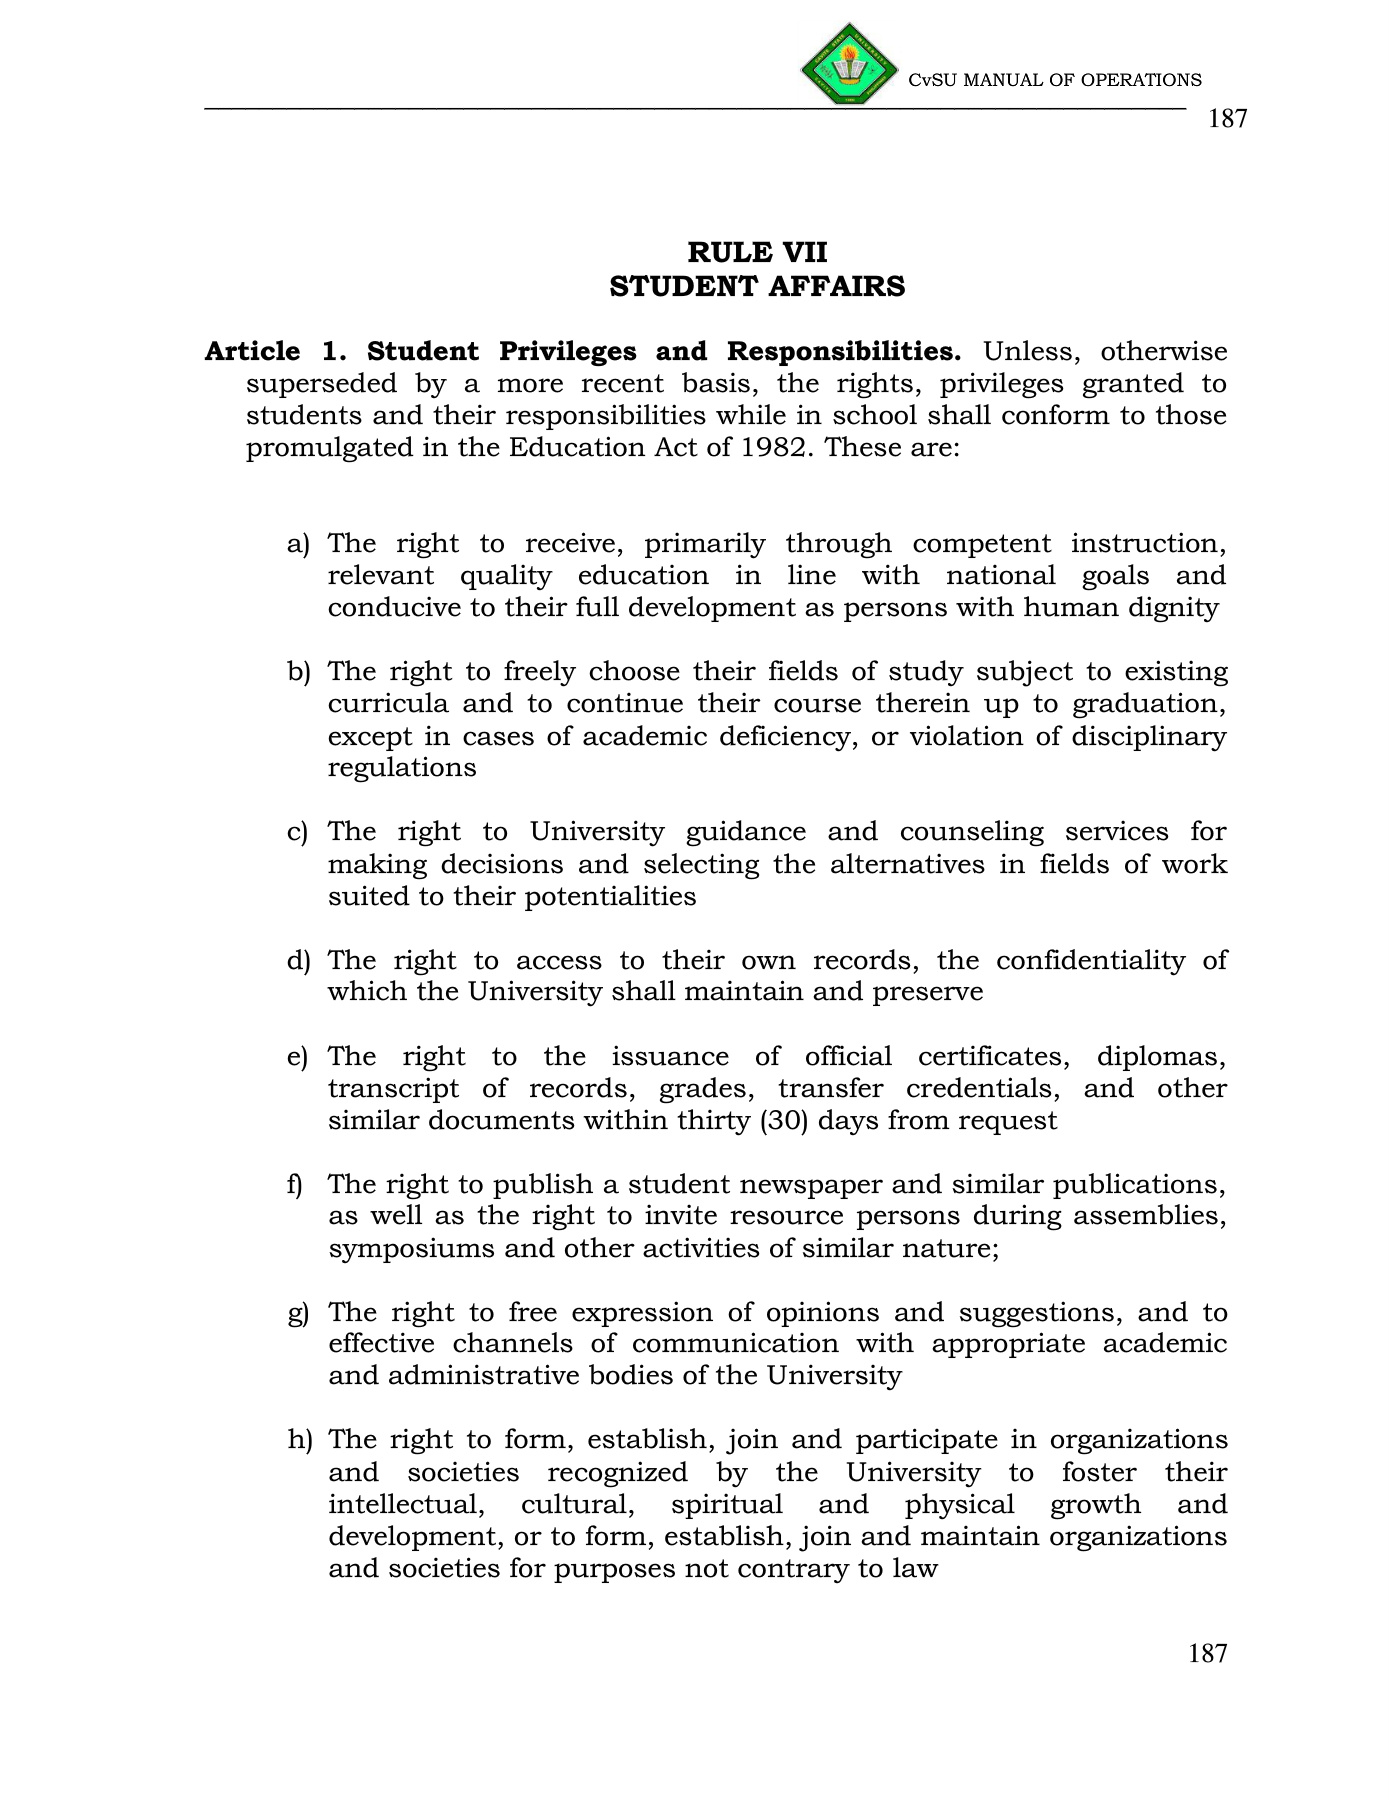 CvSU MANUAL OF OPERATIONS
187
RULE VII
STUDENT AFFAIRS
Article 1. Student Privileges and Responsibilities. Unless, otherwise
superseded by a more recent basis, the rights, privileges granted to
students and their responsibilities while in school shall conform to those
promulgated in the Education Act of 1982. These are:
a) The right to receive, primarily through competent instruction,
relevant quality education in line with national goals and
conducive to their full development as persons with human dignity
b) The right to freely choose their fields of study subject to existing
curricula and to continue their course therein up to graduation,
except in cases of academic deficiency, or violation of disciplinary
regulations
c) The right to University guidance and counseling services for
making decisions and selecting the alternatives in fields of work
suited to their potentialities
d) The right to access to their own records, the confidentiality of
which the University shall maintain and preserve
e) The right to the issuance of official certificates, diplomas,
transcript of records, grades, transfer credentials, and other
similar documents within thirty (30) days from request
f) The right to publish a student newspaper and similar publications,
as well as the right to invite resource persons during assemblies,
symposiums and other activities of similar nature;
g) The right to free expression of opinions and suggestions, and to
effective channels of communication with appropriate academic
and administrative bodies of the University
h) The right to form, establish, join and participate in organizations
and societies recognized by the University to foster their
intellectual, cultural, spiritual and physical growth and
development, or to form, establish, join and maintain organizations
and societies for purposes not contrary to law
187